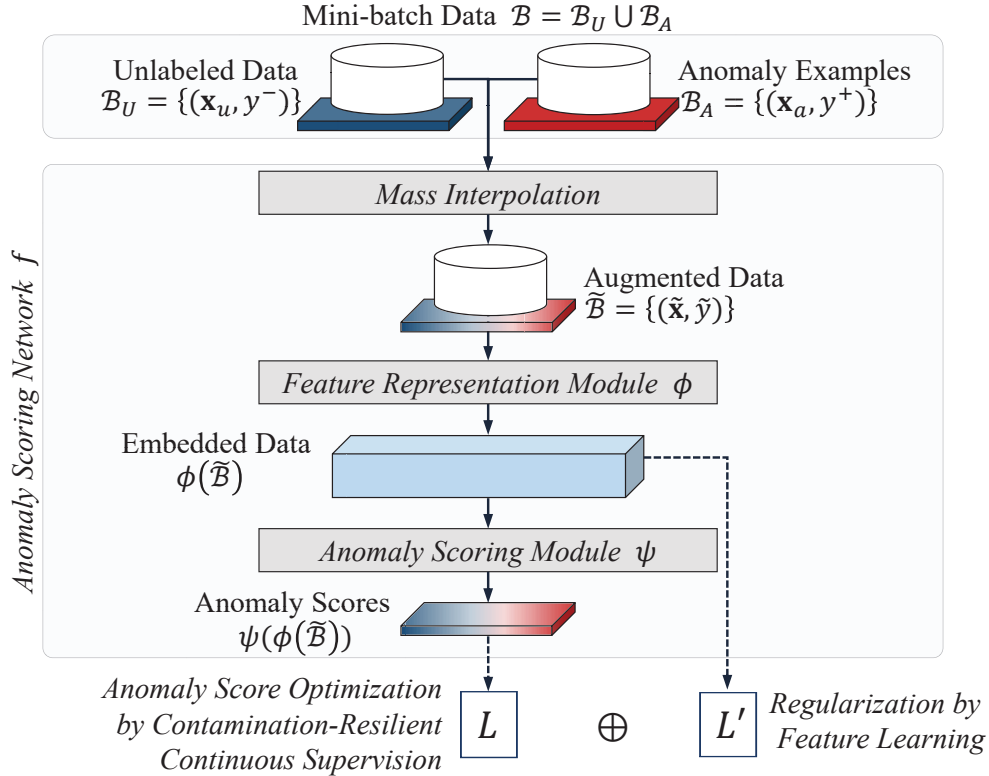 Mini-batch Data ℬ = ℬ_U ∪ ℬ_A
Unlabeled Data
ℬ_U = {(𝐱_u, y⁻)}
Anomaly Examples
ℬ_A = {(𝐱_a, y⁺)}
Anomaly Scoring Network f
Mass Interpolation
Augmented Data
ℬ̃ = {(𝐱̃, ỹ)}
Feature Representation Module ϕ
Embedded Data
ϕ(ℬ̃)
Anomaly Scoring Module ψ
Anomaly Scores
ψ(ϕ(ℬ̃))
Anomaly Score Optimization
by Contamination-Resilient
Continuous Supervision
L
⊕
L′
Regularization by
Feature Learning